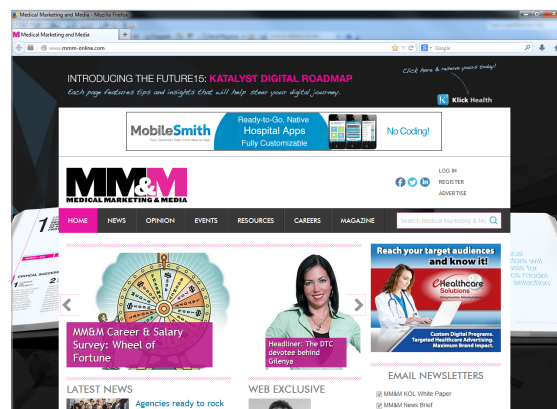 Medical Marketing and Media - Mozilla Firefox
Medical Marketing and Media
www.mmm-online.com
Google
INTRODUCING THE FUTURE15: KATALYST DIGITAL ROADMAP
Each page features tips and insights that will help steer your digital journey.
Click here & reserve yours today!
Klick Health
MobileSmith
Ready-to-Go, Native
Hospital Apps
Fully Customizable
No Coding!
MM&M
MEDICAL MARKETING & MEDIA
LOG IN
REGISTER
ADVERTISE
HOME NEWS OPINION EVENTS RESOURCES CAREERS MAGAZINE
Search Medical Marketing & Me
MM&M Career & Salary
Survey: Wheel of
Fortune
Headliner: The DTC
devotee behind
Gilenya
Reach your target audiences
and know it!
eHealthcare
Solutions
Custom Digital Programs.
Targeted Healthcare Advertising.
Maximum Brand Impact.
CRITICAL SUCCESS
LATEST NEWS
Agencies ready to rock
WEB EXCLUSIVE
EMAIL NEWSLETTERS
MM&M KOL White Paper
MM&M News Brief